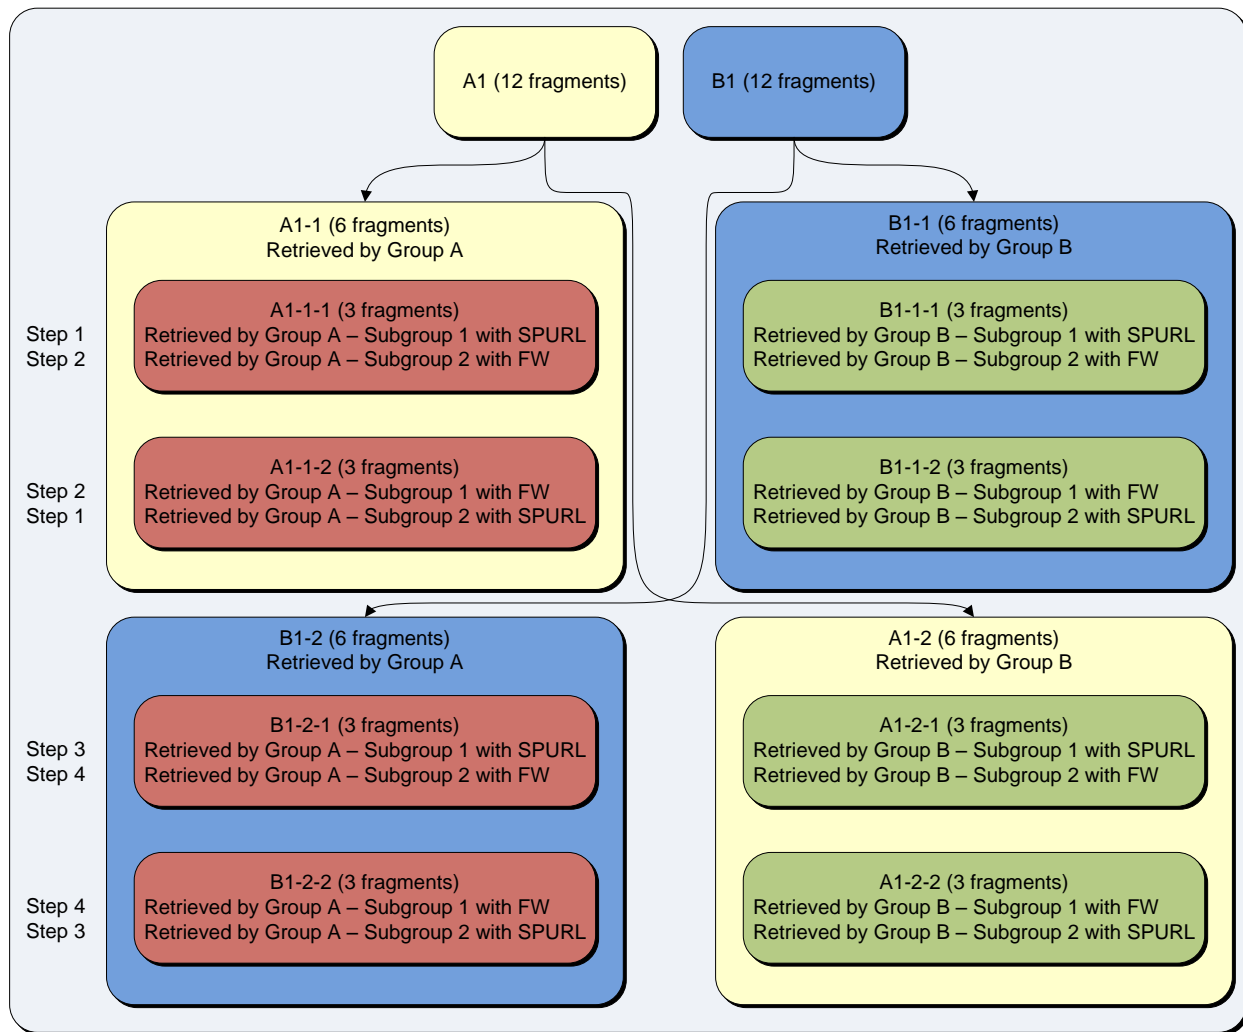 A1 (12 fragments)
B1 (12 fragments)
A1-1 (6 fragments)
Retrieved by Group A
B1-1 (6 fragments)
Retrieved by Group B
Step 1
Step 2
A1-1-1 (3 fragments)
Retrieved by Group A – Subgroup 1 with SPURL
Retrieved by Group A – Subgroup 2 with FW
B1-1-1 (3 fragments)
Retrieved by Group B – Subgroup 1 with SPURL
Retrieved by Group B – Subgroup 2 with FW
Step 2
Step 1
A1-1-2 (3 fragments)
Retrieved by Group A – Subgroup 1 with FW
Retrieved by Group A – Subgroup 2 with SPURL
B1-1-2 (3 fragments)
Retrieved by Group B – Subgroup 1 with FW
Retrieved by Group B – Subgroup 2 with SPURL
B1-2 (6 fragments)
Retrieved by Group A
A1-2 (6 fragments)
Retrieved by Group B
Step 3
Step 4
B1-2-1 (3 fragments)
Retrieved by Group A – Subgroup 1 with SPURL
Retrieved by Group A – Subgroup 2 with FW
A1-2-1 (3 fragments)
Retrieved by Group B – Subgroup 1 with SPURL
Retrieved by Group B – Subgroup 2 with FW
Step 4
Step 3
B1-2-2 (3 fragments)
Retrieved by Group A – Subgroup 1 with FW
Retrieved by Group A – Subgroup 2 with SPURL
A1-2-2 (3 fragments)
Retrieved by Group B – Subgroup 1 with FW
Retrieved by Group B – Subgroup 2 with SPURL